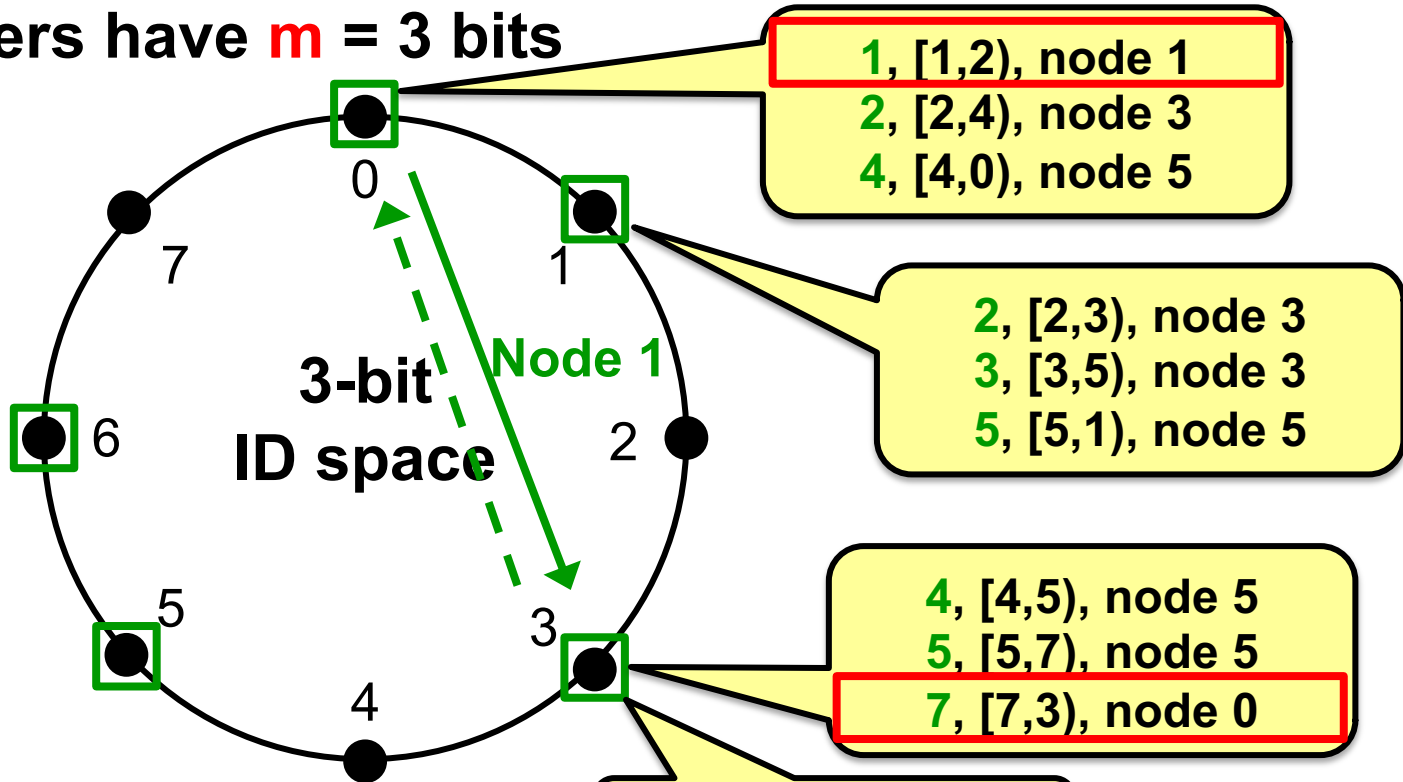 ers have m = 3 bits
1, [1,2), node 1
2, [2,4), node 3
4, [4,0), node 5
0
1
7
2, [2,3), node 3
3, [3,5), node 3
5, [5,1), node 5
Node 1
3-bit
ID space
6
2
4, [4,5), node 5
5, [5,7), node 5
7, [7,3), node 0
5
3
4